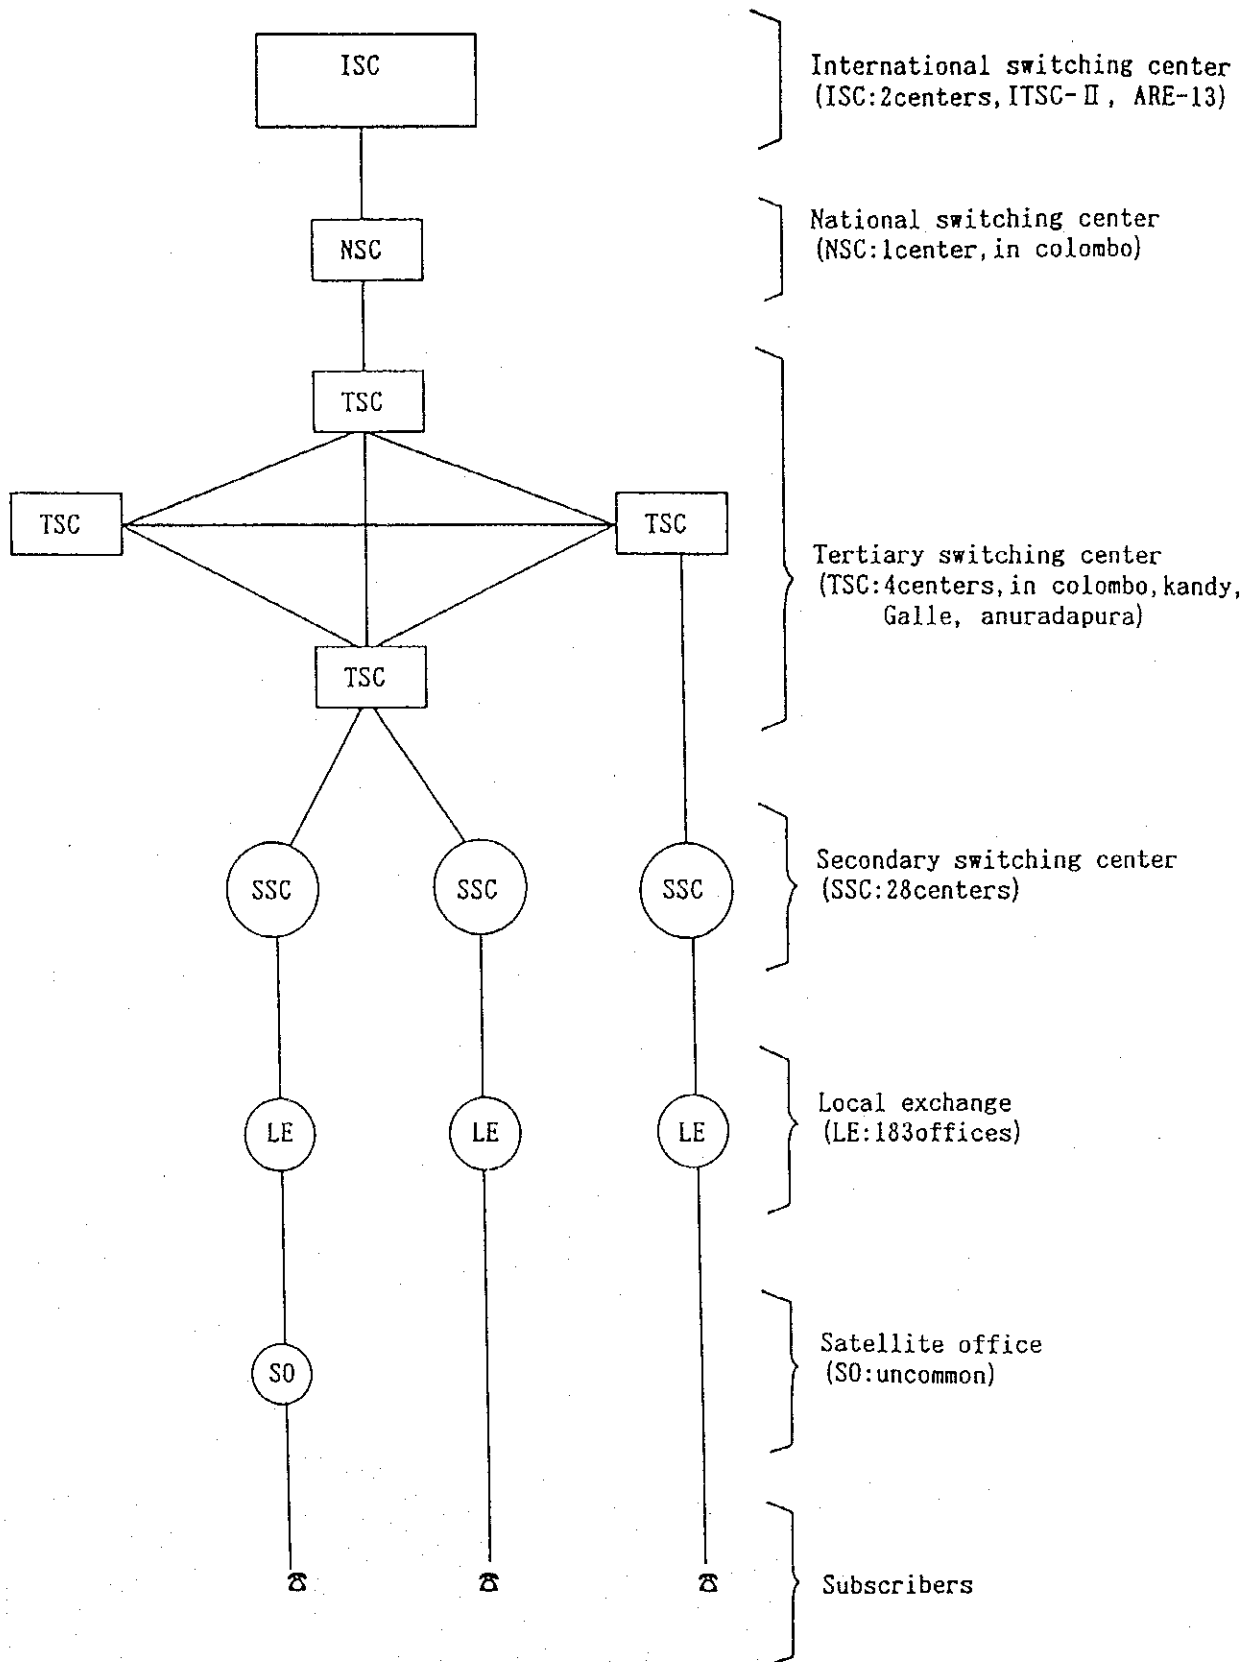 ISC
International switching center
(ISC:2centers, ITSC-Ⅱ, ARE-13)
NSC
National switching center
(NSC:1center, in colombo)
TSC
TSC
TSC
Tertiary switching center
(TSC:4centers, in colombo, kandy,
Galle, anuradapura)
TSC
SSC
SSC
SSC
Secondary switching center
(SSC:28centers)
LE
LE
LE
Local exchange
(LE:183offices)
SO
Satellite office
(SO:uncommon)
Subscribers